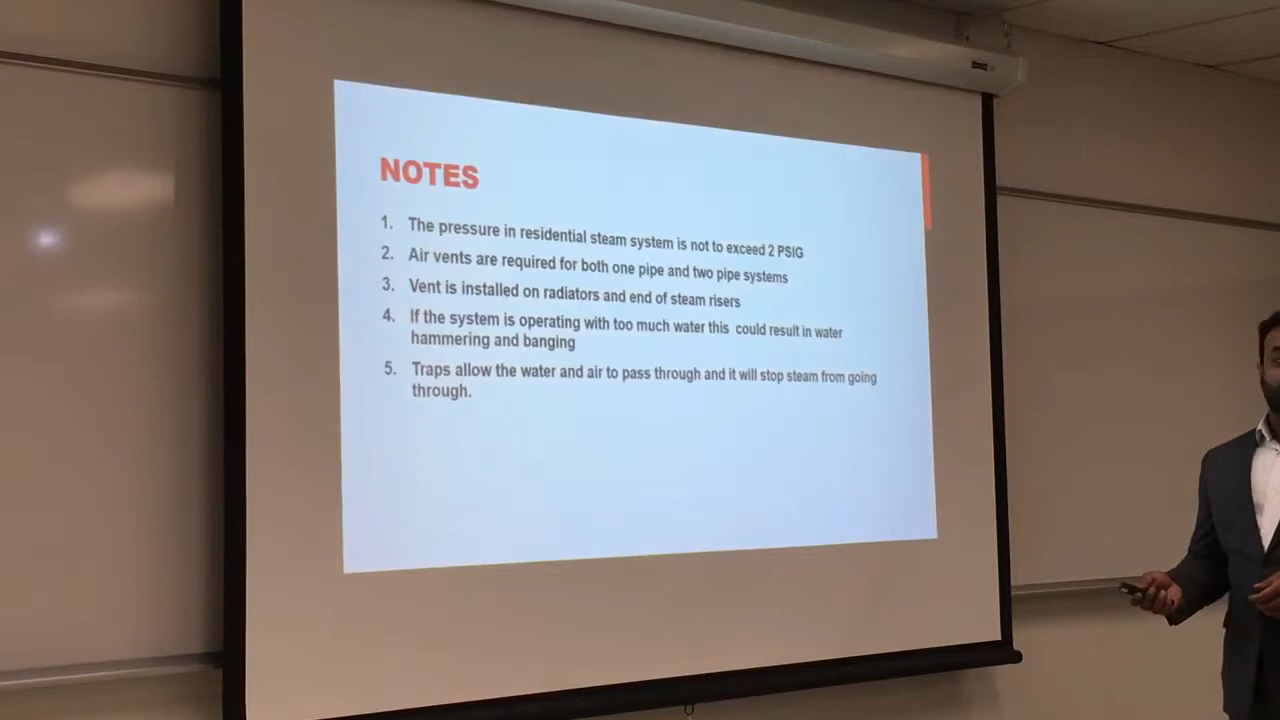 NOTES
1. The pressure in residential steam system is not to exceed 2 PSIG
2. Air vents are required for both one pipe and two pipe systems
3. Vent is installed on radiators and end of steam risers
4. If the system is operating with too much water this could result in water
hammering and banging
5. Traps allow the water and air to pass through and it will stop steam from going
through.